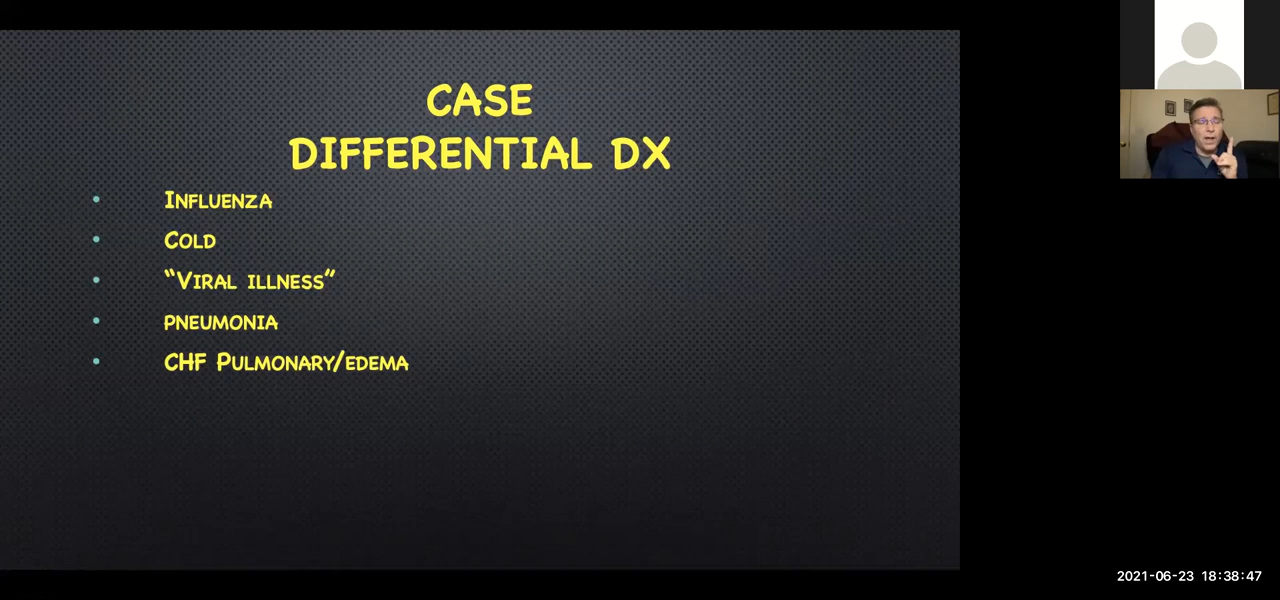 CASE
DIFFERENTIAL DX
• INFLUENZA
• COLD
• “VIRAL ILLNESS”
• PNEUMONIA
• CHF PULMONARY/EDEMA
2021-06-23 18:38:47